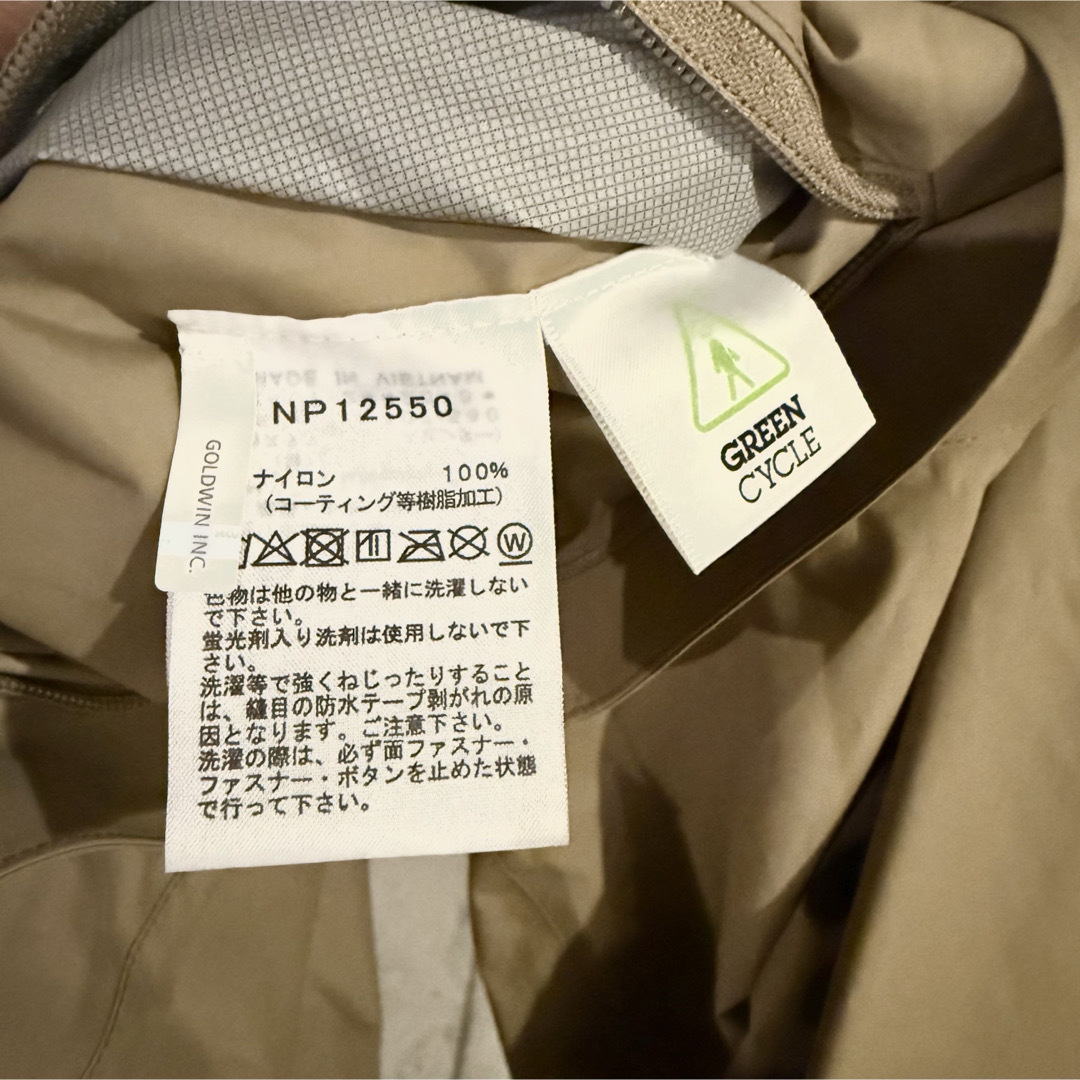 MADE IN VIETNAM
NP12550
GOLDWIN INC.
ナイロン 100%
(コーティング等樹脂加工)
W
色物は他の物と一緒に洗濯しない
で下さい。
蛍光剤入り洗剤は使用しないで下
さい。
洗濯等で強くねじったりすること
は、縫目の防水テープ剥がれの原
因となります。ご注意下さい。
洗濯の際は、必ず面ファスナー・
ファスナー・ボタンを止めた状態
で行って下さい。
GREEN
CYCLE